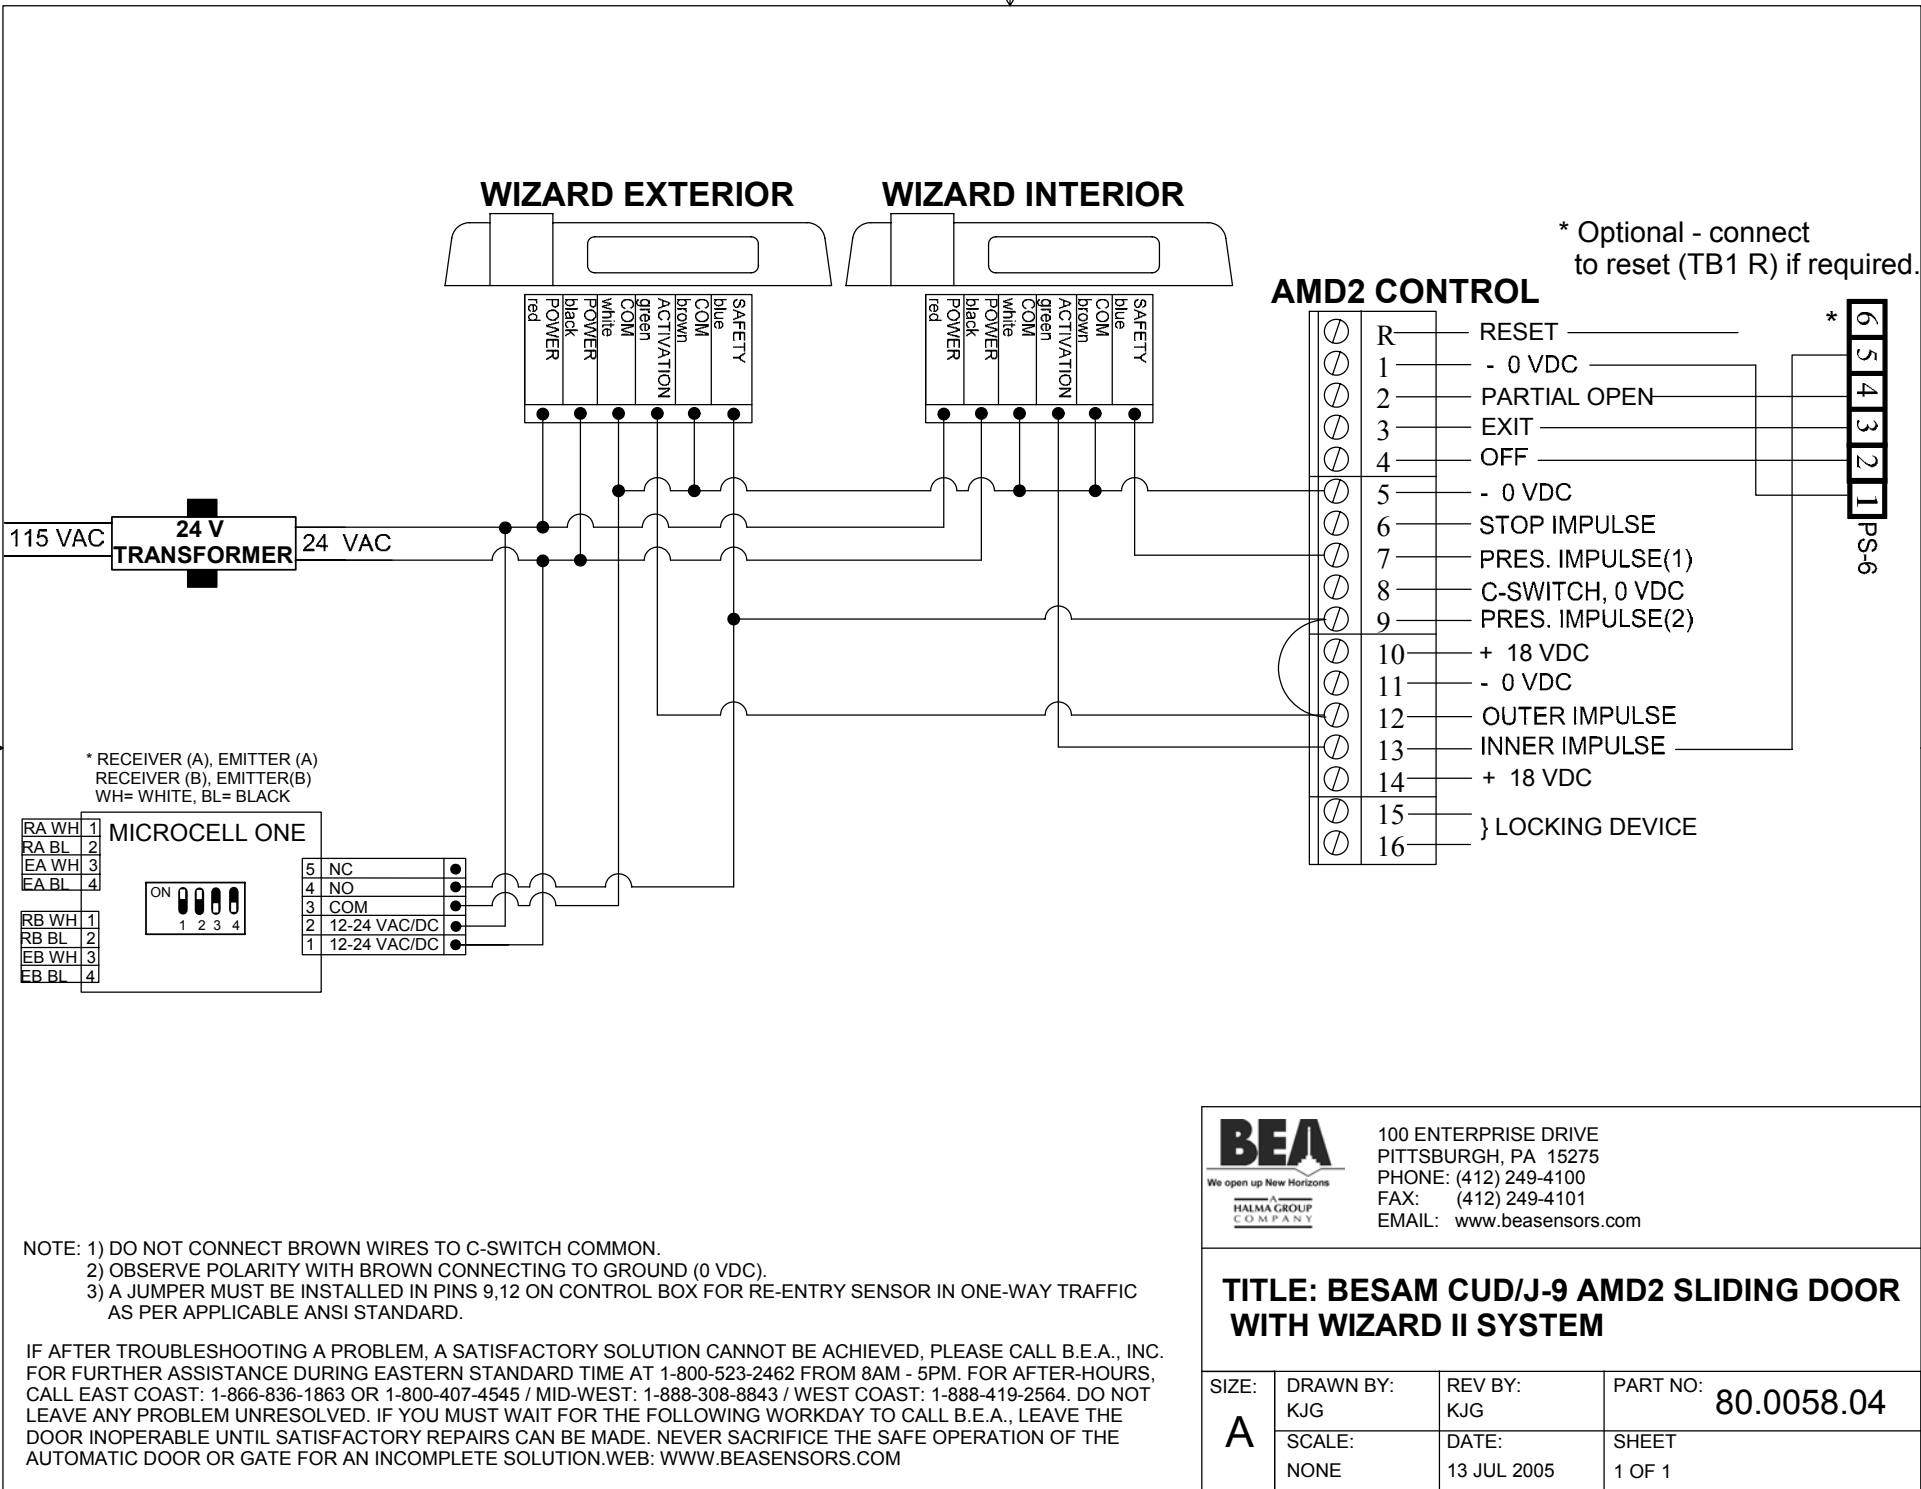 WIZARD EXTERIOR
WIZARD INTERIOR
* Optional - connect
to reset (TB1 R) if required.
AMD2 CONTROL
red
POWER
black
POWER
white
COM
green
ACTIVATION
brown
COM
blue
SAFETY
red
POWER
black
POWER
white
COM
green
ACTIVATION
brown
COM
blue
SAFETY
R RESET
1 - 0 VDC
2 PARTIAL OPEN
3 EXIT
4 OFF
5 - 0 VDC
6 STOP IMPULSE
7 PRES. IMPULSE(1)
8 C-SWITCH, 0 VDC
9 PRES. IMPULSE(2)
10 + 18 VDC
11 - 0 VDC
12 OUTER IMPULSE
13 INNER IMPULSE
14 + 18 VDC
15
16
} LOCKING DEVICE
*
6
5
4
3
2
1
PS-6
115 VAC
24 V
TRANSFORMER
24 VAC
* RECEIVER (A), EMITTER (A)
RECEIVER (B), EMITTER(B)
WH= WHITE, BL= BLACK
MICROCELL ONE
RA WH 1
RA BL 2
EA WH 3
EA BL 4
RB WH 1
RB BL 2
EB WH 3
EB BL 4
ON
1 2 3 4
5 NC
4 NO
3 COM
2 12-24 VAC/DC
1 12-24 VAC/DC
NOTE: 1) DO NOT CONNECT BROWN WIRES TO C-SWITCH COMMON.
2) OBSERVE POLARITY WITH BROWN CONNECTING TO GROUND (0 VDC).
3) A JUMPER MUST BE INSTALLED IN PINS 9,12 ON CONTROL BOX FOR RE-ENTRY SENSOR IN ONE-WAY TRAFFIC
AS PER APPLICABLE ANSI STANDARD.
IF AFTER TROUBLESHOOTING A PROBLEM, A SATISFACTORY SOLUTION CANNOT BE ACHIEVED, PLEASE CALL B.E.A., INC.
FOR FURTHER ASSISTANCE DURING EASTERN STANDARD TIME AT 1-800-523-2462 FROM 8AM - 5PM. FOR AFTER-HOURS,
CALL EAST COAST: 1-866-836-1863 OR 1-800-407-4545 / MID-WEST: 1-888-308-8843 / WEST COAST: 1-888-419-2564. DO NOT
LEAVE ANY PROBLEM UNRESOLVED. IF YOU MUST WAIT FOR THE FOLLOWING WORKDAY TO CALL B.E.A., LEAVE THE
DOOR INOPERABLE UNTIL SATISFACTORY REPAIRS CAN BE MADE. NEVER SACRIFICE THE SAFE OPERATION OF THE
AUTOMATIC DOOR OR GATE FOR AN INCOMPLETE SOLUTION.WEB: WWW.BEASENSORS.COM
BEA
We open up New Horizons
A
HALMA GROUP
COMPANY
100 ENTERPRISE DRIVE
PITTSBURGH, PA 15275
PHONE: (412) 249-4100
FAX: (412) 249-4101
EMAIL: www.beasensors.com
TITLE: BESAM CUD/J-9 AMD2 SLIDING DOOR
WITH WIZARD II SYSTEM
SIZE:
A
DRAWN BY:
KJG
REV BY:
KJG
PART NO: 80.0058.04
SCALE:
NONE
DATE:
13 JUL 2005
SHEET
1 OF 1